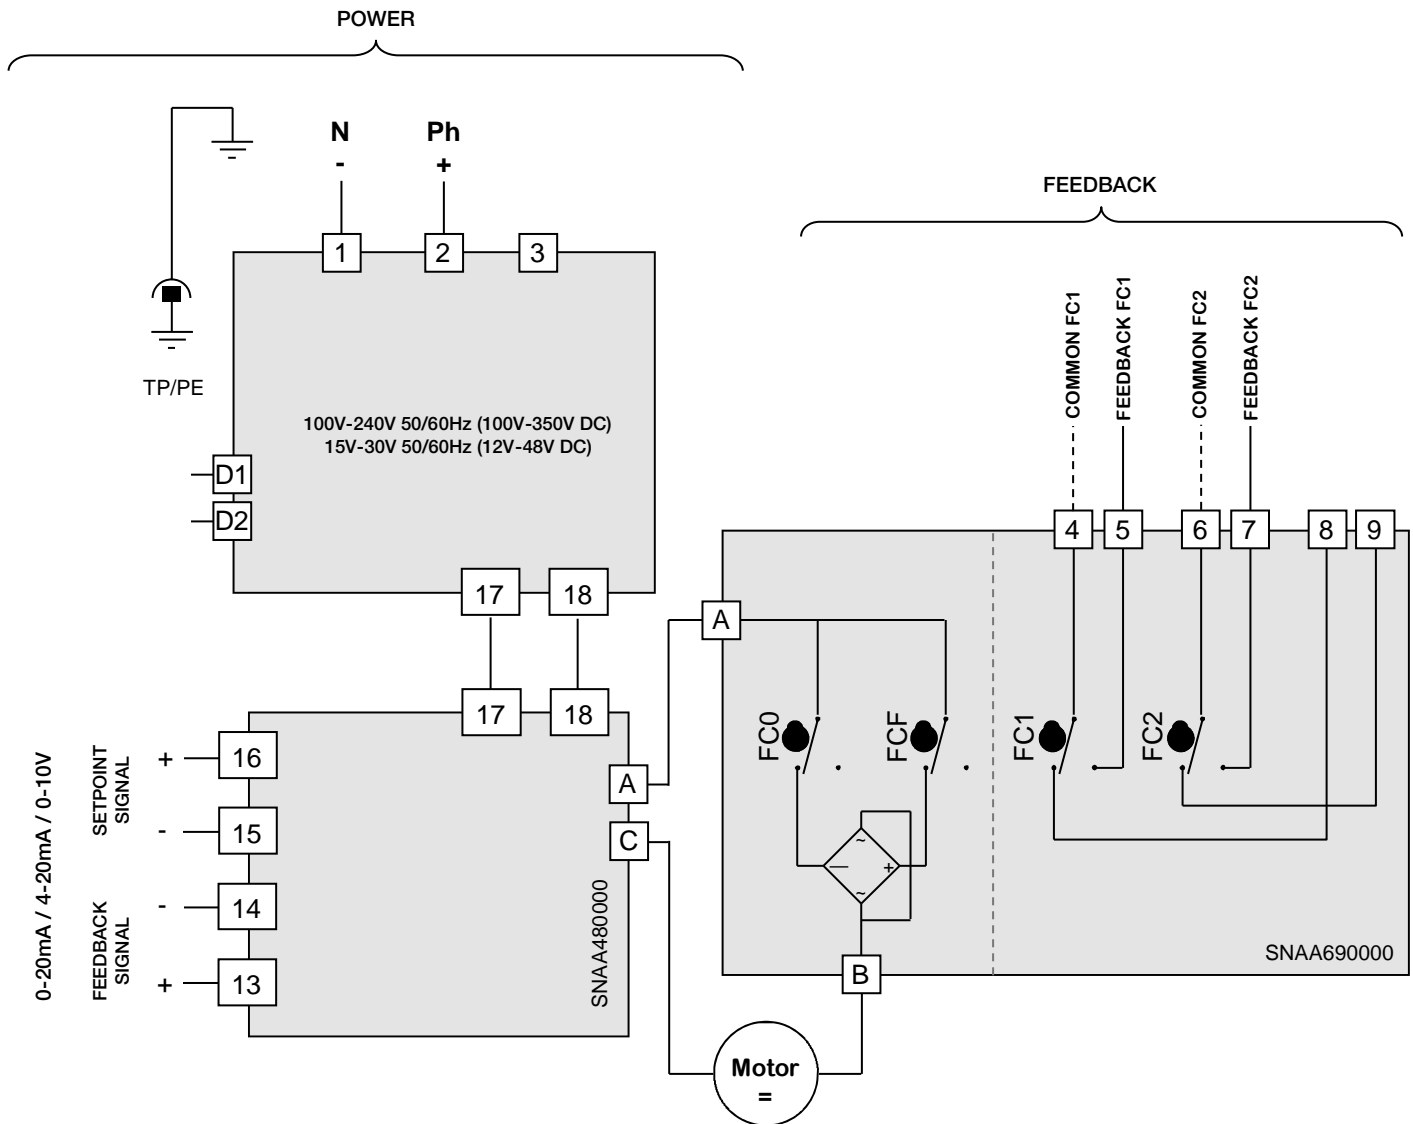 POWER
N
-
Ph
+
FEEDBACK
1
2
3
COMMON FC1
FEEDBACK FC1
COMMON FC2
FEEDBACK FC2
TP/PE
100V-240V 50/60Hz (100V-350V DC)
15V-30V 50/60Hz (12V-48V DC)
D1
D2
4
5
6
7
8
9
17
18
A
17
18
FC0
FCF
FC1
FC2
0-20mA / 4-20mA / 0-10V
SETPOINT
SIGNAL
+
16
-
15
FEEDBACK
SIGNAL
-
14
+
13
A
C
SNAA480000
~
—
+
~
SNAA690000
B
Motor
=